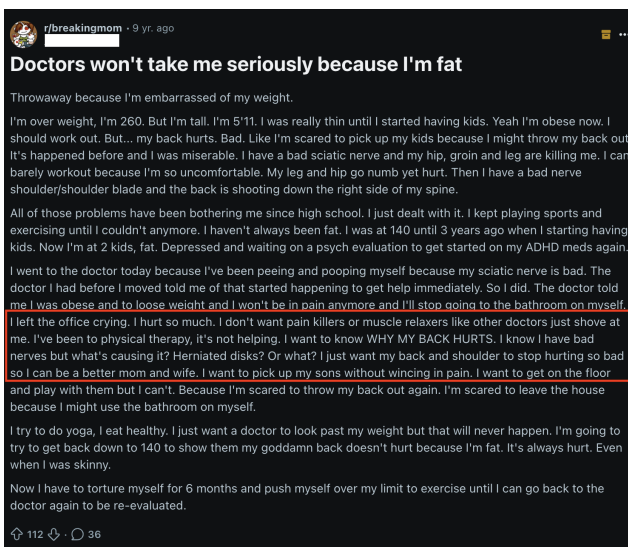 r/breakingmom • 9 yr. ago
Doctors won't take me seriously because I'm fat
Throwaway because I'm embarrassed of my weight.
I'm over weight, I'm 260. But I'm tall. I'm 5'11. I was really thin until I started having kids. Yeah I'm obese now. I
should work out. But... my back hurts. Bad. Like I'm scared to pick up my kids because I might throw my back out
It's happened before and I was miserable. I have a bad sciatic nerve and my hip, groin and leg are killing me. I can
barely workout because I'm so uncomfortable. My leg and hip go numb yet hurt. Then I have a bad nerve
shoulder/shoulder blade and the back is shooting down the right side of my spine.
All of those problems have been bothering me since high school. I just dealt with it. I kept playing sports and
exercising until I couldn't anymore. I haven't always been fat. I was at 140 until 3 years ago when I starting having
kids. Now I'm at 2 kids, fat. Depressed and waiting on a psych evaluation to get started on my ADHD meds again.
I went to the doctor today because I've been peeing and pooping myself because my sciatic nerve is bad. The
doctor I had before I moved told me of that started happening to get help immediately. So I did. The doctor told
me I was obese and to loose weight and I won't be in pain anymore and I'll stop going to the bathroom on myself.
I left the office crying. I hurt so much. I don't want pain killers or muscle relaxers like other doctors just shove at
me. I've been to physical therapy, it's not helping. I want to know WHY MY BACK HURTS. I know I have bad
nerves but what's causing it? Herniated disks? Or what? I just want my back and shoulder to stop hurting so bad
so I can be a better mom and wife. I want to pick up my sons without wincing in pain. I want to get on the floor
and play with them but I can't. Because I'm scared to throw my back out again. I'm scared to leave the house
because I might use the bathroom on myself.
I try to do yoga, I eat healthy. I just want a doctor to look past my weight but that will never happen. I'm going to
try to get back down to 140 to show them my goddamn back doesn't hurt because I'm fat. It's always hurt. Even
when I was skinny.
Now I have to torture myself for 6 months and push myself over my limit to exercise until I can go back to the
doctor again to be re-evaluated.
112 · 36